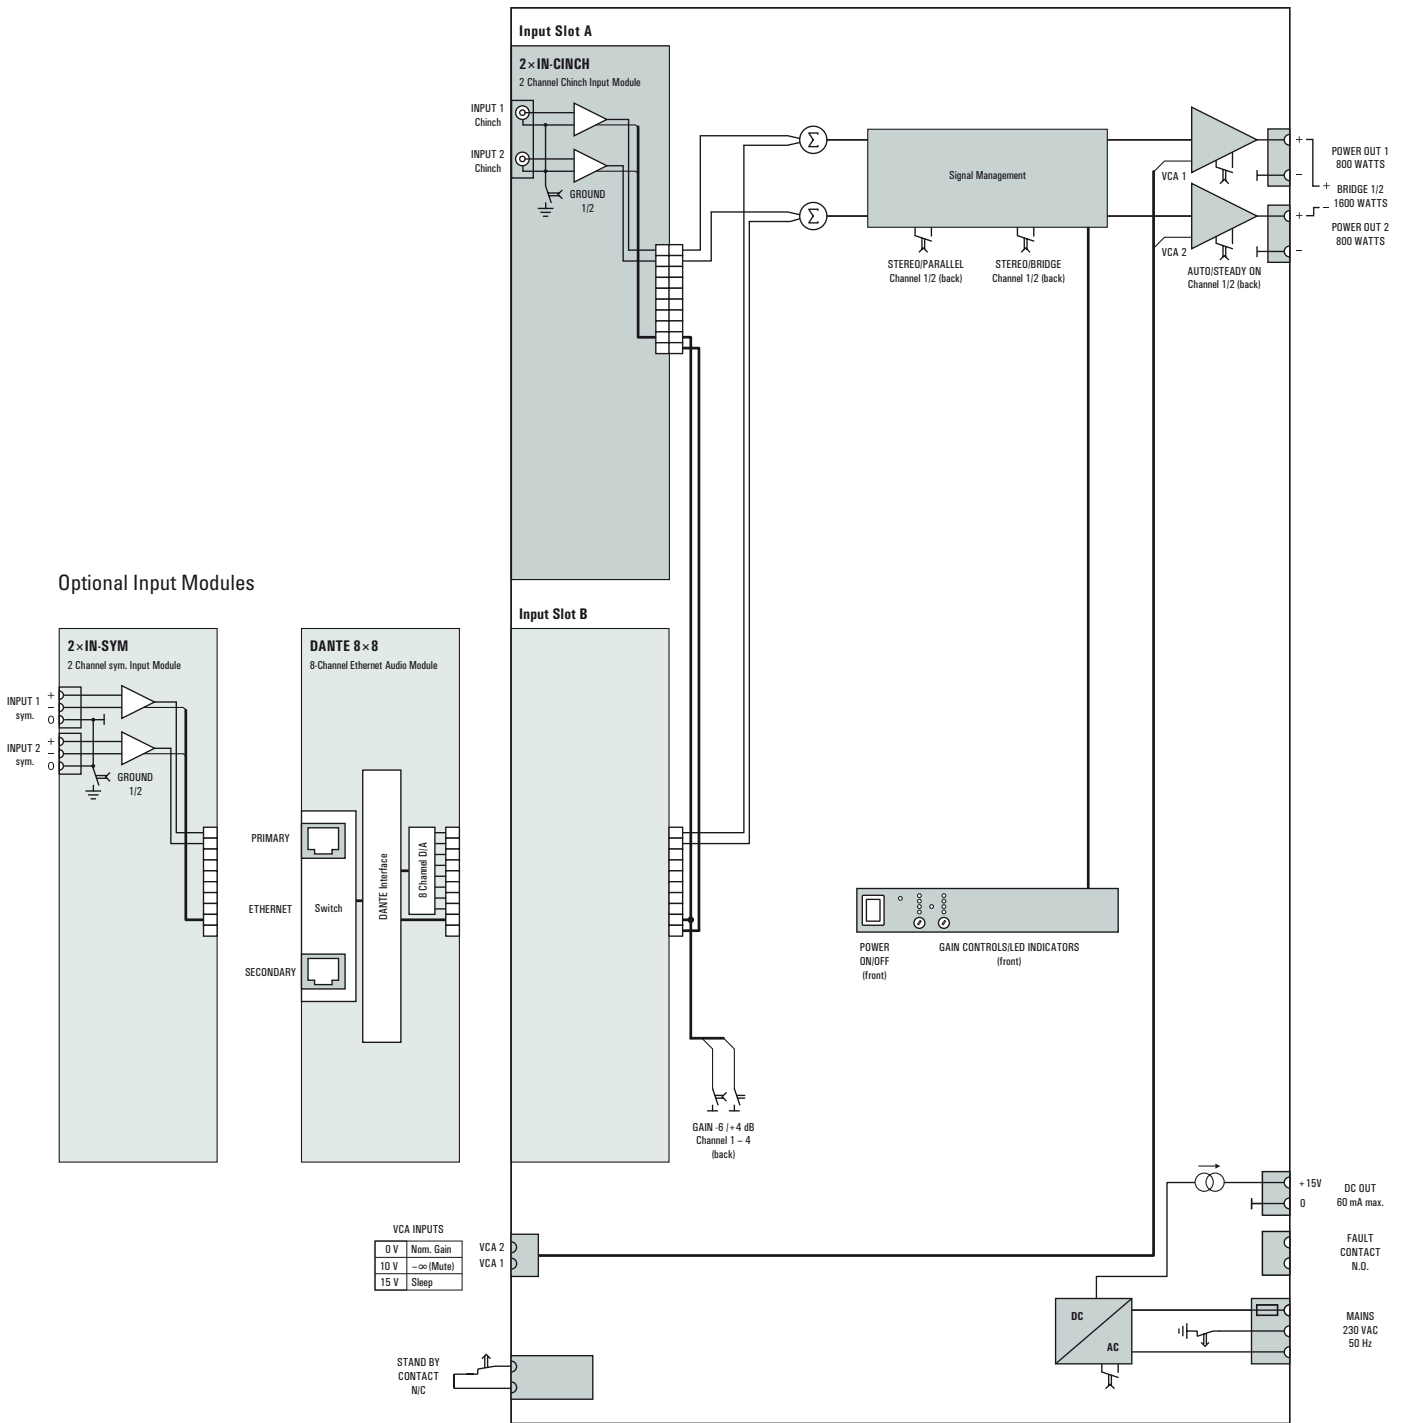 Input Slot A
2×IN-CINCH
2 Channel Chinch Input Module
INPUT 1
Chinch
INPUT 2
Chinch
GROUND
1/2
Σ
Σ
Signal Management
STEREO/PARALLEL
Channel 1/2 (back)
STEREO/BRIDGE
Channel 1/2 (back)
VCA 1
VCA 2
AUTO/STEADY ON
Channel 1/2 (back)
+
−
+
−
+
−
POWER OUT 1
800 WATTS
BRIDGE 1/2
1600 WATTS
POWER OUT 2
800 WATTS
Optional Input Modules
2×IN-SYM
2 Channel sym. Input Module
INPUT 1
sym.
+
−
0
INPUT 2
sym.
+
−
0
GROUND
1/2
DANTE 8×8
8-Channel Ethernet Audio Module
PRIMARY
ETHERNET
SECONDARY
Switch
DANTE Interface
8 Channel D/A
Input Slot B
POWER
ON/OFF
(front)
GAIN CONTROLS/LED INDICATORS
(front)
GAIN -6 /+4 dB
Channel 1 – 4
(back)
VCA INPUTS
0 V Nom. Gain
10 V −∞ (Mute)
15 V Sleep
VCA 2
VCA 1
STAND BY
CONTACT
N/C
+15V
0
DC OUT
60 mA max.
FAULT
CONTACT
N.O.
DC
AC
MAINS
230 VAC
50 Hz